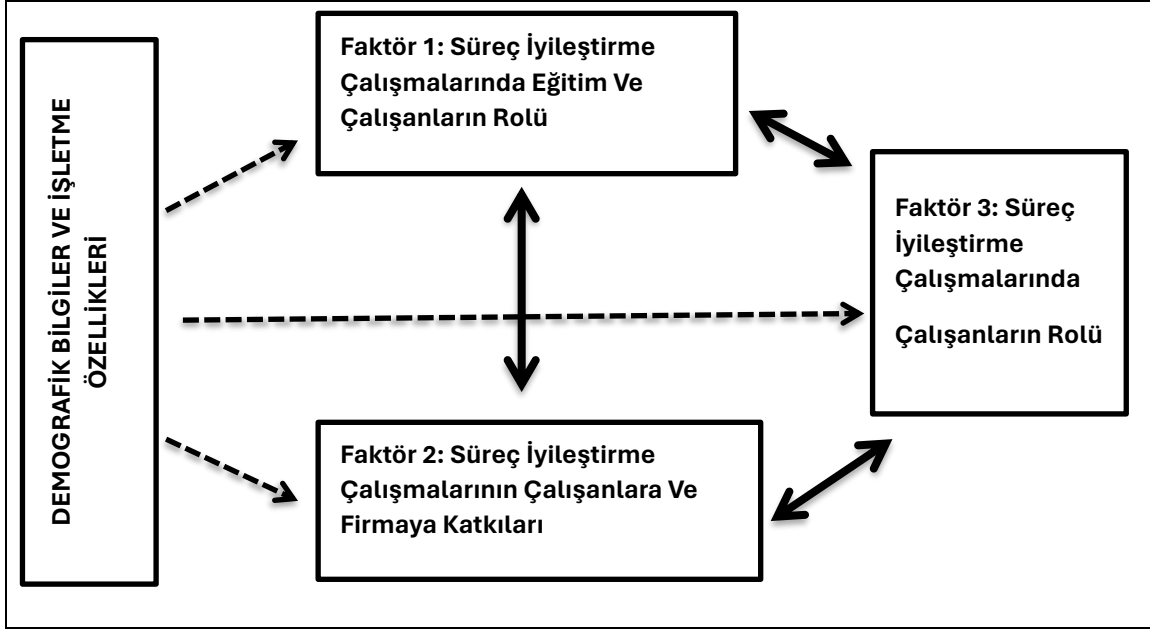 DEMOGRAFİK BİLGİLER VE İŞLETME
ÖZELLİKLERİ
Faktör 1: Süreç İyileştirme
Çalışmalarında Eğitim Ve
Çalışanların Rolü
Faktör 2: Süreç İyileştirme
Çalışmalarının Çalışanlara Ve
Firmaya Katkıları
Faktör 3: Süreç
İyileştirme
Çalışmalarında
Çalışanların Rolü